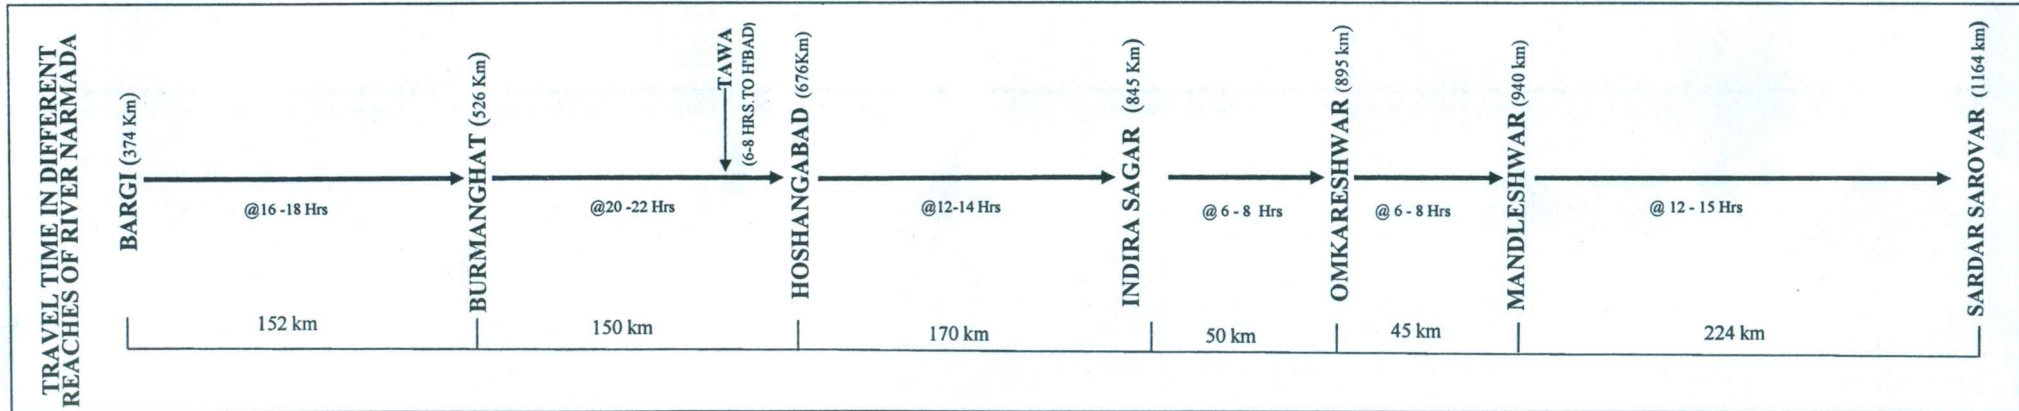 TRAVEL TIME IN DIFFERENT
REACHES OF RIVER NARMADA
BARGI (374 Km)
BURMANGHAT (526 Km)
TAWA
(6-8 HRS.TO H'BAD)
HOSHANGABAD (676Km)
INDIRA SAGAR (845 Km)
OMKARESHWAR (895 km)
MANDLESHWAR (940 km)
SARDAR SAROVAR (1164 km)
@16 -18 Hrs
@20 -22 Hrs
@12-14 Hrs
@ 6 - 8 Hrs
@ 6 - 8 Hrs
@ 12 - 15 Hrs
152 km
150 km
170 km
50 km
45 km
224 km